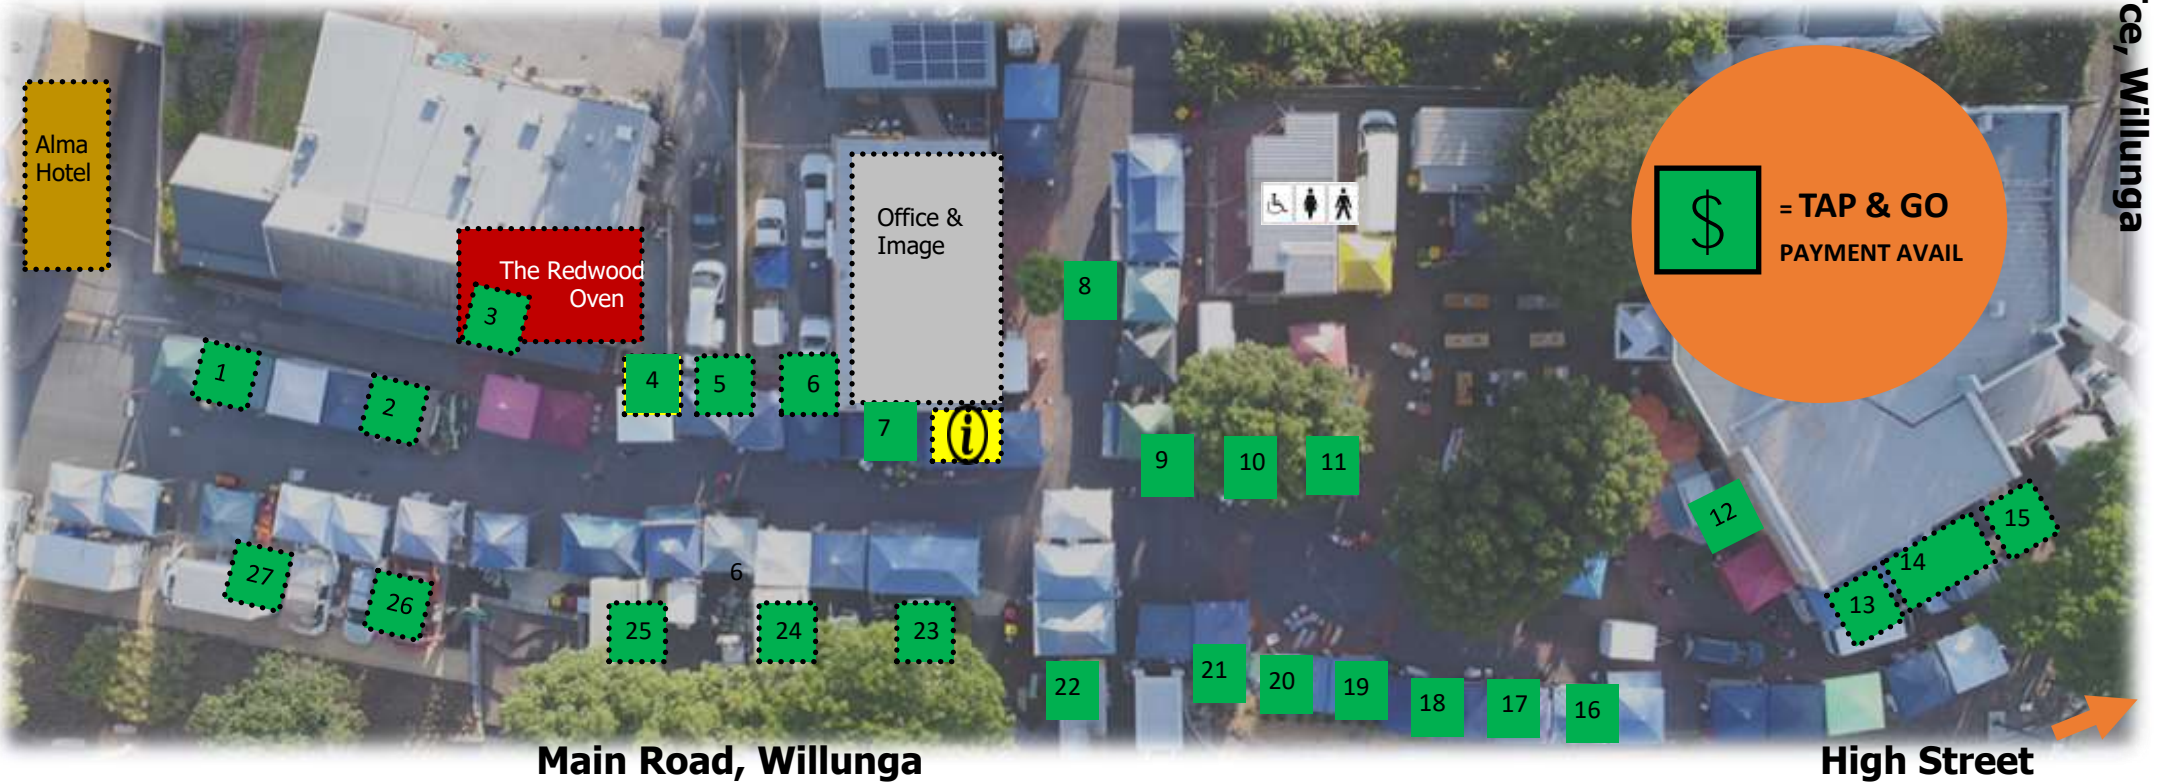 ce, Willunga
Alma
Hotel
Office &
Image
$
= TAP & GO
PAYMENT AVAIL
The Redwood
Oven
8
3
1
2
4
5
6
7
i
9
10
11
12
15
14
13
27
26
6
25
24
23
22
21
20
19
18
17
16
Main Road, Willunga
High Street